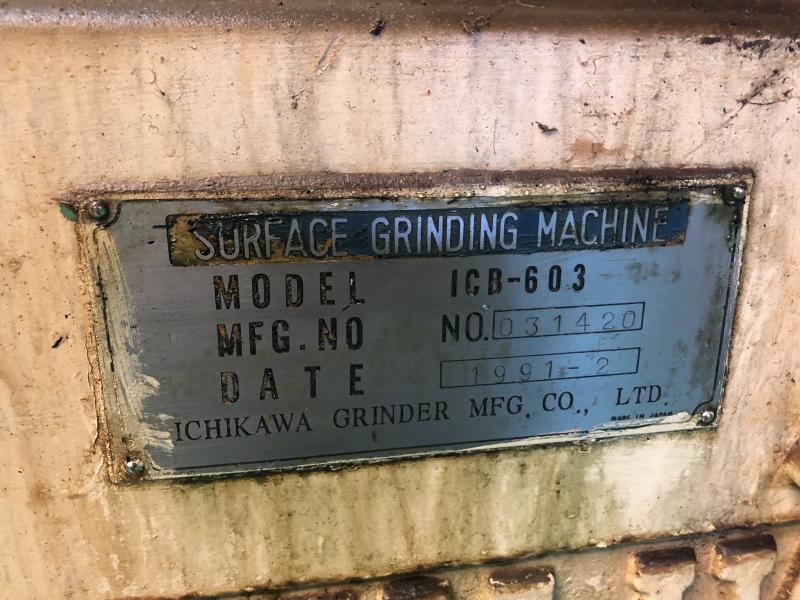 SURFACE GRINDING MACHINE
MODEL ICB-603
MFG.NO NO.031420
DATE 1991-2
ICHIKAWA GRINDER MFG. CO., LTD.
MADE IN JAPAN